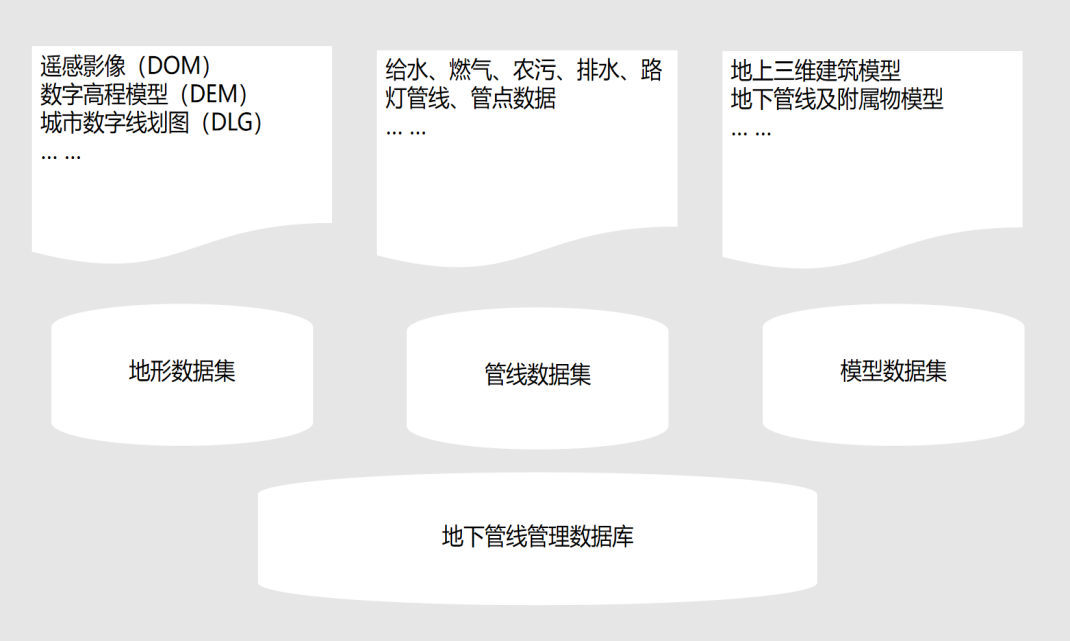 遥感影像（DOM）
数字高程模型（DEM）
城市数字线划图（DLG）
... ...
给水、燃气、农污、排水、路
灯管线、管点数据
... ...
地上三维建筑模型
地下管线及附属物模型
... ...
地形数据集
管线数据集
模型数据集
地下管线管理数据库